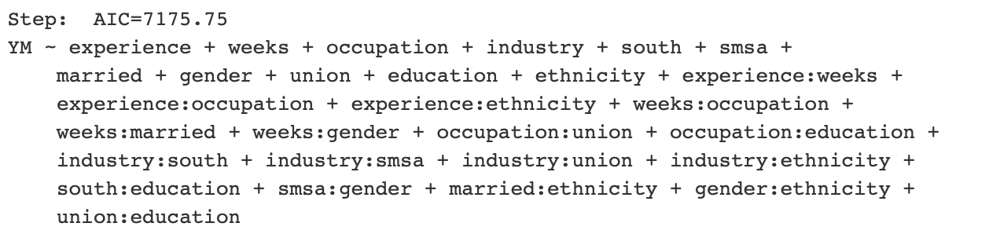 Step:  AIC=7175.75
YM ~ experience + weeks + occupation + industry + south + smsa +
    married + gender + union + education + ethnicity + experience:weeks +
    experience:occupation + experience:ethnicity + weeks:occupation +
    weeks:married + weeks:gender + occupation:union + occupation:education +
    industry:south + industry:smsa + industry:union + industry:ethnicity +
    south:education + smsa:gender + married:ethnicity + gender:ethnicity +
    union:education